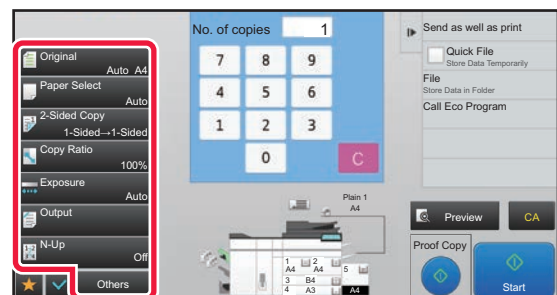 Original
Auto A4
Paper Select
Auto
2-Sided Copy
1-Sided→1-Sided
Copy Ratio
100%
Exposure
Auto
Output
N-Up
Off
Others
No. of copies 1
7 8 9
4 5 6
1 2 3
0 C
Plain 1
A4
1 A4
2 A4
3 B4
4 A3
5
A4
Send as well as print
Quick File
Store Data Temporarily
File
Store Data in Folder
Call Eco Program
Preview
CA
Proof Copy
Start